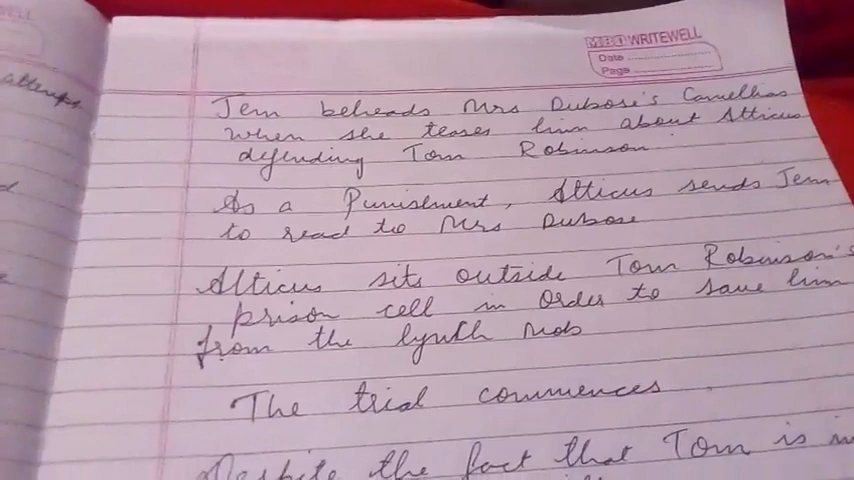 MBD WRITEWELL
Date
Page
attempt
Jem beheads Mrs Dubose's Camellias
when she teases him about Atticus
defending Tom Robinson
As a Punishment, Atticus sends Jem
to read to Mrs Dubose
Atticus sits outside Tom Robinson's
prison cell in order to save him
from the lynth Mob
The trial commences
Despite the fact that Tom is